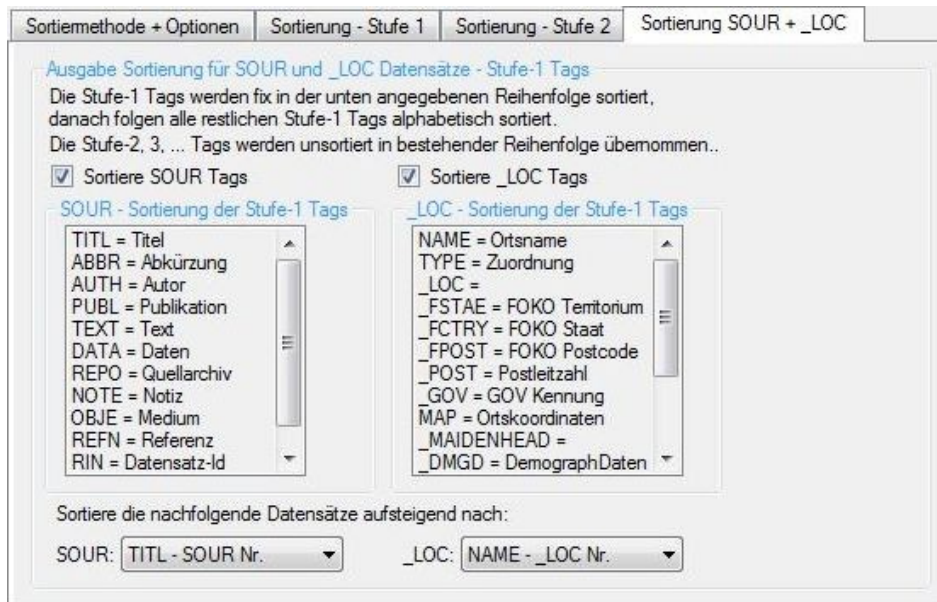 Sortiermethode + Optionen Sortierung - Stufe 1 Sortierung - Stufe 2 Sortierung SOUR + _LOC
Ausgabe Sortierung für SOUR und _LOC Datensätze - Stufe-1 Tags
Die Stufe-1 Tags werden fix in der unten angegebenen Reihenfolge sortiert,
danach folgen alle restlichen Stufe-1 Tags alphabetisch sortiert.
Die Stufe-2, 3, ... Tags werden unsortiert in bestehender Reihenfolge übernommen..
Sortiere SOUR Tags
SOUR - Sortierung der Stufe-1 Tags
TITL = Titel
ABBR = Abkürzung
AUTH = Autor
PUBL = Publikation
TEXT = Text
DATA = Daten
REPO = Quellarchiv
NOTE = Notiz
OBJE = Medium
REFN = Referenz
RIN = Datensatz-Id
Sortiere _LOC Tags
_LOC - Sortierung der Stufe-1 Tags
NAME = Ortsname
TYPE = Zuordnung
_LOC =
_FSTAE = FOKO Territorium
_FCTRY = FOKO Staat
_FPOST = FOKO Postcode
_POST = Postleitzahl
_GOV = GOV Kennung
MAP = Ortskoordinaten
_MAIDENHEAD =
_DMGD = DemographDaten
Sortiere die nachfolgende Datensätze aufsteigend nach:
SOUR: TITL - SOUR Nr. _LOC: NAME - _LOC Nr.